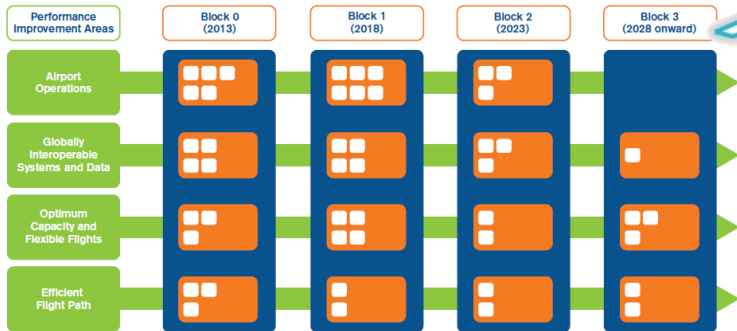 Performance
Improvement Areas
Block 0
(2013)
Block 1
(2018)
Block 2
(2023)
Block 3
(2028 onward)
Airport
Operations
Globally
Interoperable
Systems and Data
Optimum
Capacity and
Flexible Flights
Efficient
Flight Path